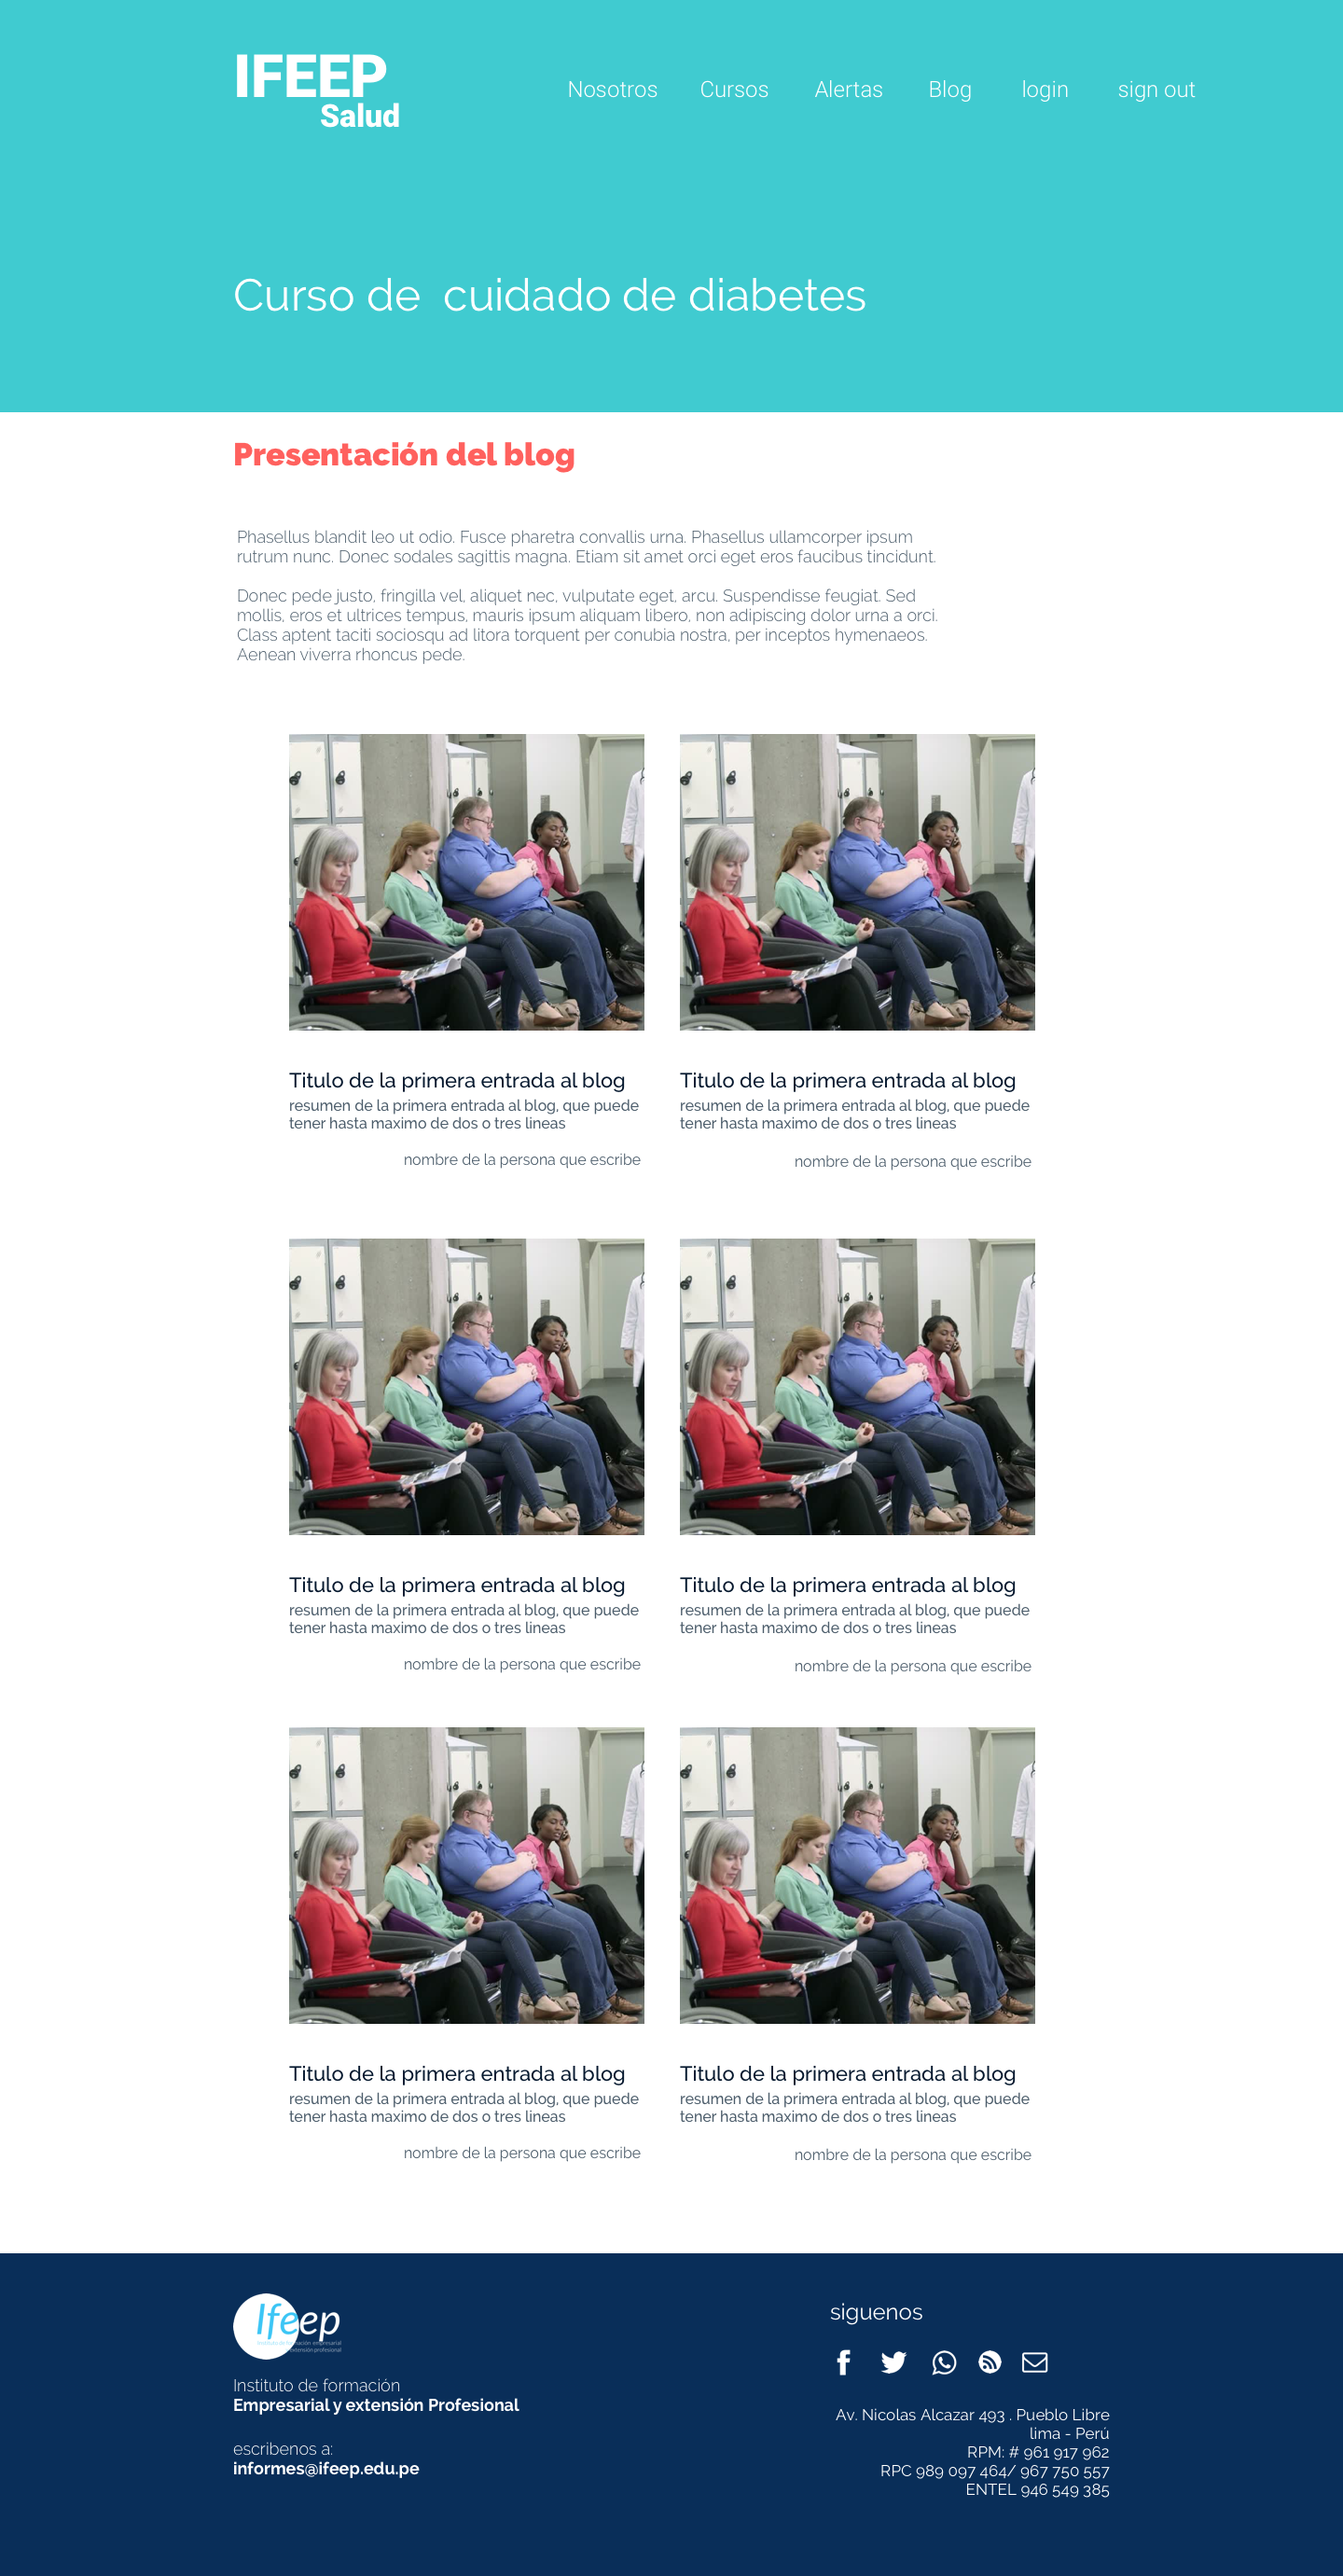 IFEEP
Salud
Nosotros Cursos Alertas Blog login sign out
Curso de cuidado de diabetes
Presentación del blog
Phasellus blandit leo ut odio. Fusce pharetra convallis urna. Phasellus ullamcorper ipsum
rutrum nunc. Donec sodales sagittis magna. Etiam sit amet orci eget eros faucibus tincidunt.
Donec pede justo, fringilla vel, aliquet nec, vulputate eget, arcu. Suspendisse feugiat. Sed
mollis, eros et ultrices tempus, mauris ipsum aliquam libero, non adipiscing dolor urna a orci.
Class aptent taciti sociosqu ad litora torquent per conubia nostra, per inceptos hymenaeos.
Aenean viverra rhoncus pede.
Titulo de la primera entrada al blog
resumen de la primera entrada al blog, que puede
tener hasta maximo de dos o tres lineas
nombre de la persona que escribe
Titulo de la primera entrada al blog
resumen de la primera entrada al blog, que puede
tener hasta maximo de dos o tres lineas
nombre de la persona que escribe
Titulo de la primera entrada al blog
resumen de la primera entrada al blog, que puede
tener hasta maximo de dos o tres lineas
nombre de la persona que escribe
Titulo de la primera entrada al blog
resumen de la primera entrada al blog, que puede
tener hasta maximo de dos o tres lineas
nombre de la persona que escribe
Titulo de la primera entrada al blog
resumen de la primera entrada al blog, que puede
tener hasta maximo de dos o tres lineas
nombre de la persona que escribe
Titulo de la primera entrada al blog
resumen de la primera entrada al blog, que puede
tener hasta maximo de dos o tres lineas
nombre de la persona que escribe
Ifeep
Instituto de formación
Empresarial y extensión Profesional
escribenos a:
informes@ifeep.edu.pe
siguenos
Av. Nicolas Alcazar 493 . Pueblo Libre
lima - Perú
RPM: # 961 917 962
RPC 989 097 464/ 967 750 557
ENTEL 946 549 385